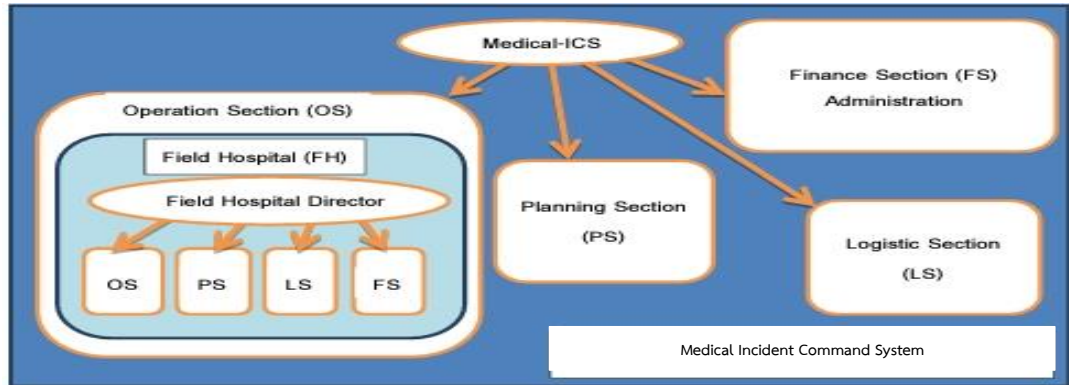 Medical-ICS
Finance Section (FS)
Administration
Operation Section (OS)
Field Hospital (FH)
Field Hospital Director
OS
PS
LS
FS
Planning Section
(PS)
Logistic Section
(LS)
Medical Incident Command System